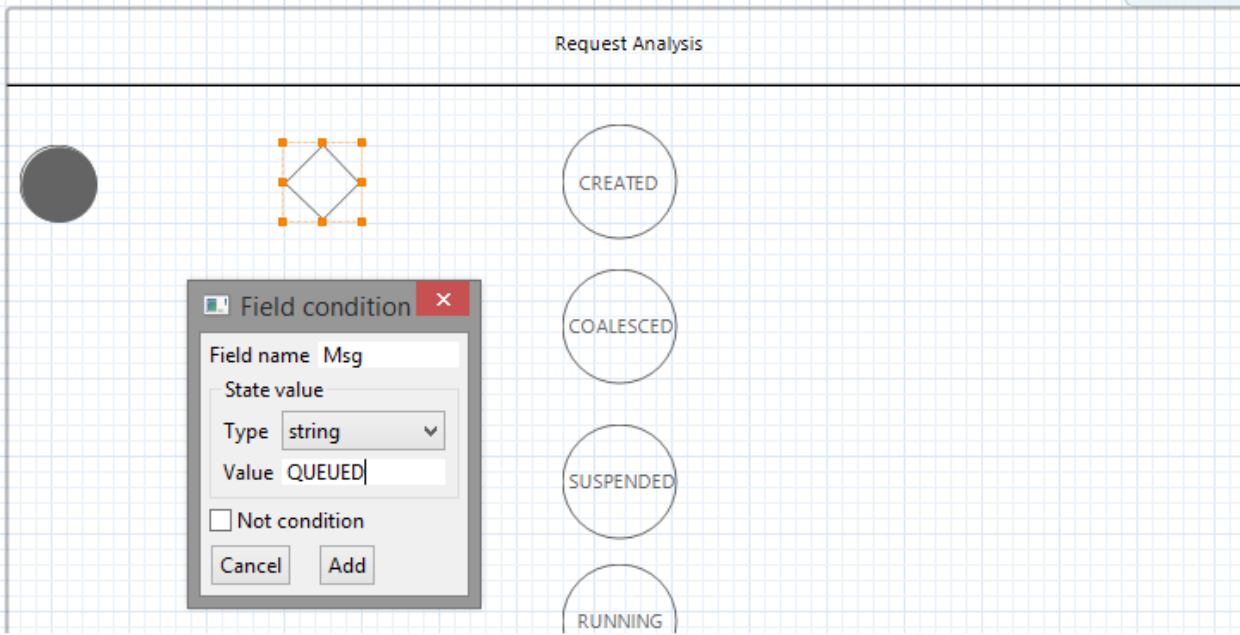 Request Analysis
CREATED
COALESCED
SUSPENDED
RUNNING
Field condition
Field name Msg
State value
Type string
Value QUEUED
Not condition
Cancel Add